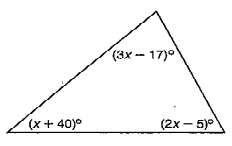 (3x – 17)°
(x + 40)° (2x – 5)°